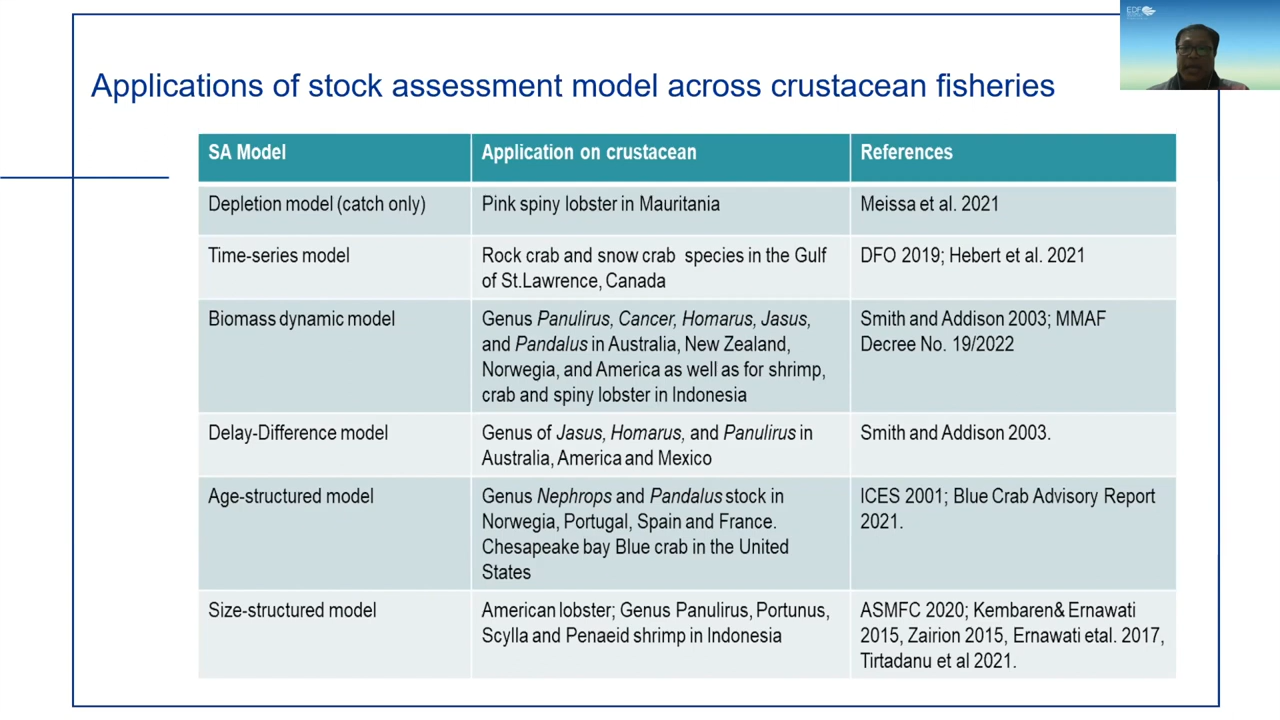 EDF
Applications of stock assessment model across crustacean fisheries
SA Model
Application on crustacean
References
Depletion model (catch only)
Pink spiny lobster in Mauritania
Meissa et al. 2021
Time-series model
Rock crab and snow crab species in the Gulf
of St.Lawrence, Canada
DFO 2019; Hebert et al. 2021
Biomass dynamic model
Genus Panulirus, Cancer, Homarus, Jasus,
and Pandalus in Australia, New Zealand,
Norwegia, and America as well as for shrimp,
crab and spiny lobster in Indonesia
Smith and Addison 2003; MMAF
Decree No. 19/2022
Delay-Difference model
Genus of Jasus, Homarus, and Panulirus in
Australia, America and Mexico
Smith and Addison 2003.
Age-structured model
Genus Nephrops and Pandalus stock in
Norwegia, Portugal, Spain and France.
Chesapeake bay Blue crab in the United
States
ICES 2001; Blue Crab Advisory Report
2021.
Size-structured model
American lobster; Genus Panulirus, Portunus,
Scylla and Penaeid shrimp in Indonesia
ASMFC 2020; Kembaren& Ernawati
2015, Zairion 2015, Ernawati etal. 2017,
Tirtadanu et al 2021.